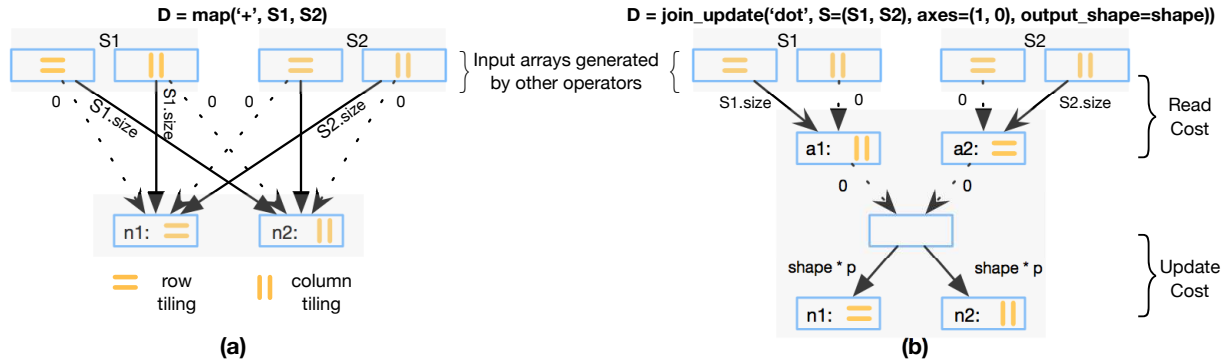 D = map(‘+’, S1, S2)
D = join_update(‘dot’, S=(S1, S2), axes=(1, 0), output_shape=shape))
S1
S2
Input arrays generated
by other operators
S1
S2
0
S1.size
S1.size
0
0
S2.size
0
S1.size
0
0
S2.size
Read
Cost
a1:
a2:
0
0
n1:
n2:
shape * p
shape * p
Update
Cost
row
tiling
column
tiling
n1:
n2:
(a)
(b)